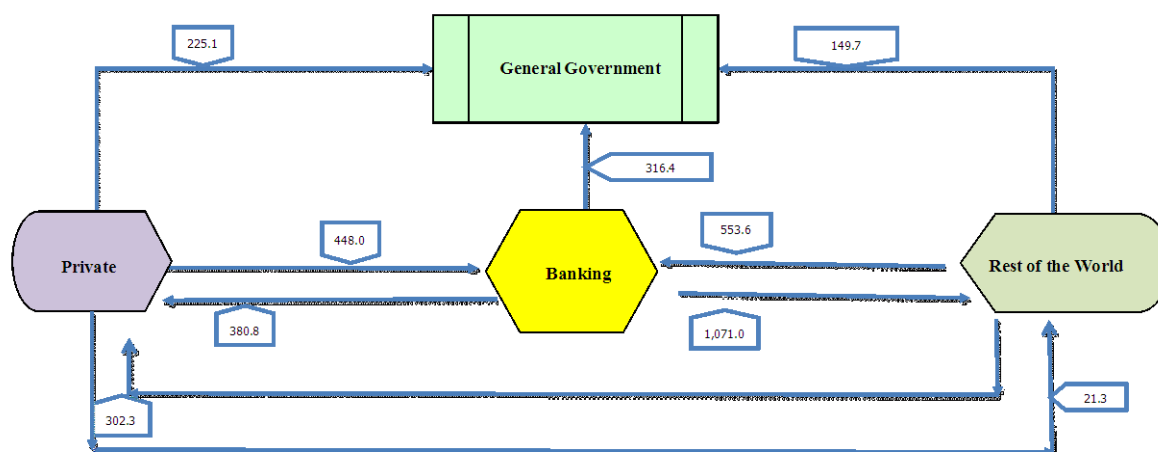 225.1
149.7
General Government
316.4
448.0
553.6
Private
Banking
Rest of the World
380.8
1,071.0
302.3
21.3